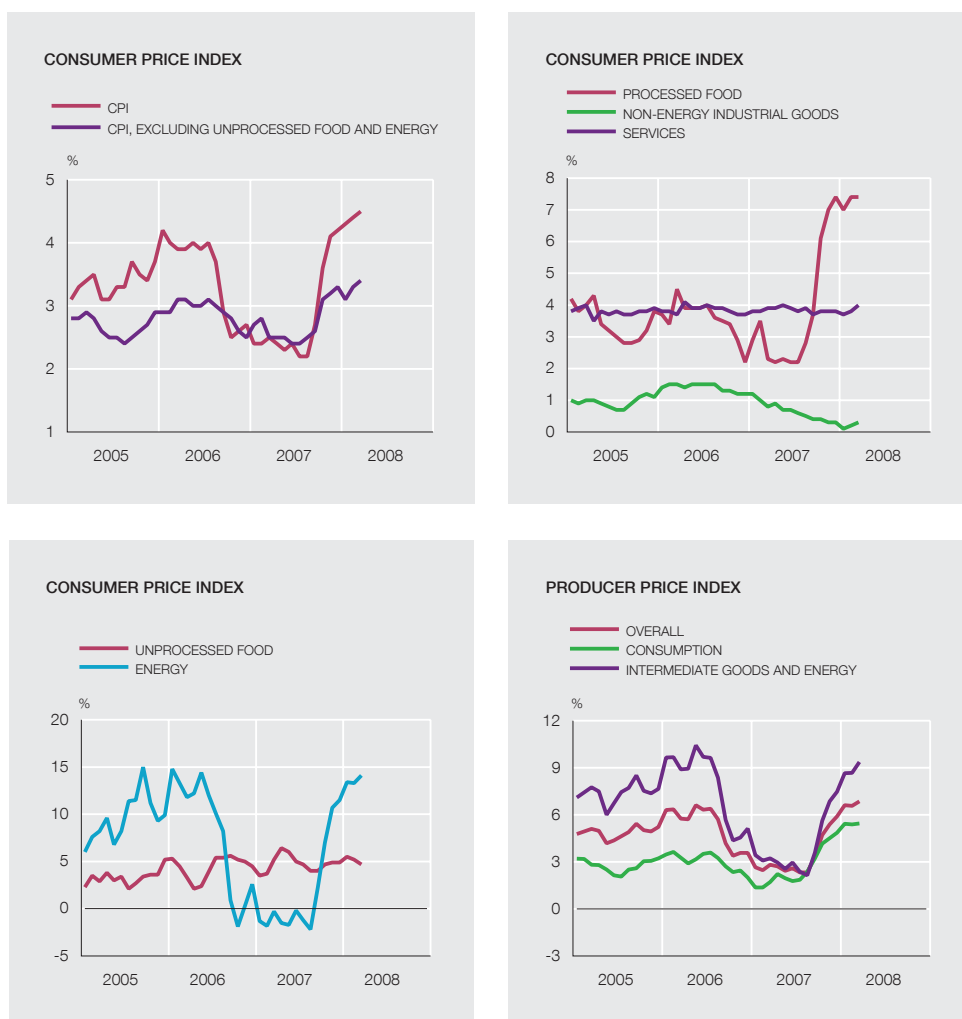 CONSUMER PRICE INDEX
CPI
CPI, EXCLUDING UNPROCESSED FOOD AND ENERGY
%
5
4
3
2
1
2005 2006 2007 2008
CONSUMER PRICE INDEX
PROCESSED FOOD
NON-ENERGY INDUSTRIAL GOODS
SERVICES
%
8
7
6
5
4
3
2
1
0
2005 2006 2007 2008
CONSUMER PRICE INDEX
UNPROCESSED FOOD
ENERGY
%
20
15
10
5
0
-5
2005 2006 2007 2008
PRODUCER PRICE INDEX
OVERALL
CONSUMPTION
INTERMEDIATE GOODS AND ENERGY
%
12
9
6
3
0
-3
2005 2006 2007 2008